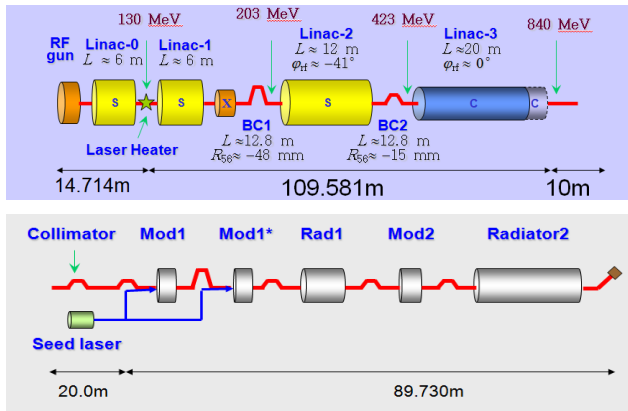 130 MeV
203 MeV
423 MeV
840 MeV
RF
gun
Linac-0
L ≈6 m
Linac-1
L ≈6 m
Linac-2
L ≈ 12 m
φrf ≈ −41°
Linac-3
L ≈20 m
φrf ≈ 0°
S
S
X
S
C
C
Laser Heater
BC1
L ≈12.8 m
R56≈ −48 mm
BC2
L ≈12.8 m
R56≈ −15 mm
14.714m
109.581m
10m
Collimator
Mod1
Mod1*
Rad1
Mod2
Radiator2
Seed laser
20.0m
89.730m